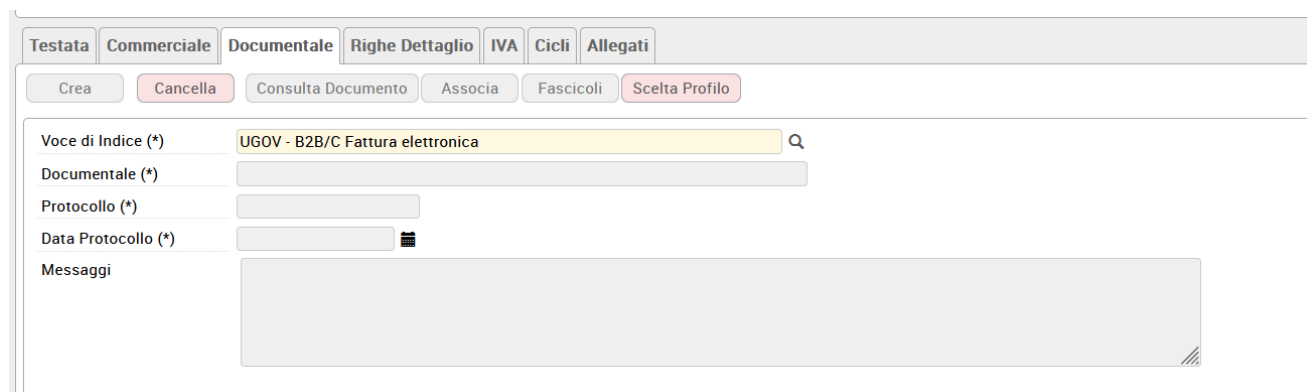 Testata Commerciale Documentale Righe Dettaglio IVA Cicli Allegati
Crea Cancella Consulta Documento Associa Fascicoli Scelta Profilo
Voce di Indice (*) UGOV - B2B/C Fattura elettronica
Documentale (*)
Protocollo (*)
Data Protocollo (*)
Messaggi